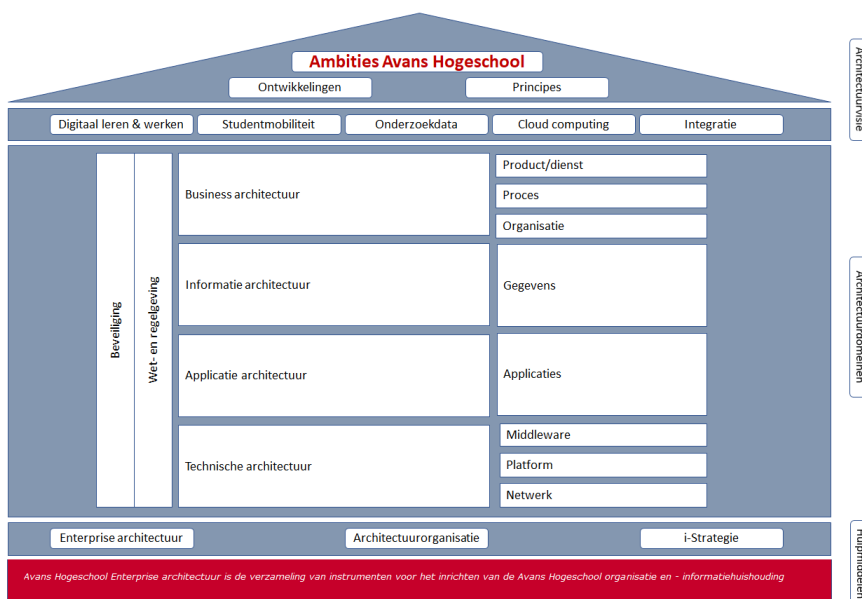 Ambities Avans Hogeschool
Ontwikkelingen
Principes
Architectuurvisie
Digitaal leren & werken
Studentmobiliteit
Onderzoekdata
Cloud computing
Integratie
Beveiliging
Wet- en regelgeving
Business architectuur
Product/dienst
Proces
Organisatie
Informatie architectuur
Gegevens
Applicatie architectuur
Applicaties
Technische architectuur
Middleware
Platform
Netwerk
Architectuurdomeinen
Enterprise architectuur
Architectuurorganisatie
i-Strategie
Hulpmiddelen
Avans Hogeschool Enterprise architectuur is de verzameling van instrumenten voor het inrichten van de Avans Hogeschool organisatie en - informatiehuishouding